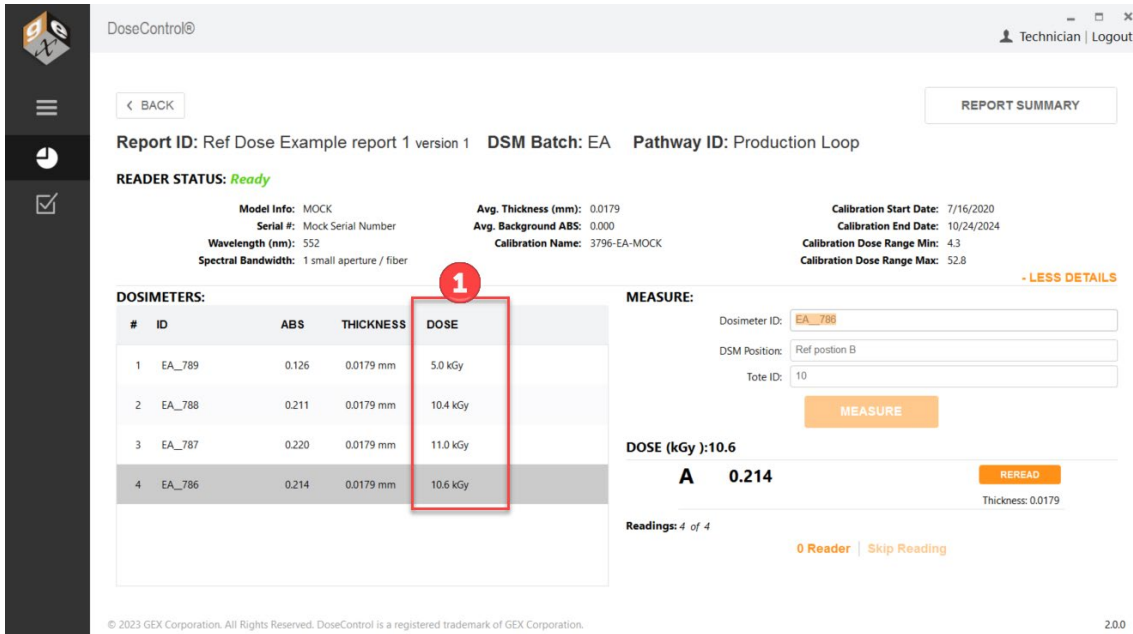 gex
DoseControl®
Technician | Logout
< BACK
REPORT SUMMARY
Report ID: Ref Dose Example report 1 version 1 DSM Batch: EA Pathway ID: Production Loop
READER STATUS: Ready
Model Info: MOCK
Serial #: Mock Serial Number
Wavelength (nm): 552
Spectral Bandwidth: 1 small aperture / fiber
Avg. Thickness (mm): 0.0179
Avg. Background ABS: 0.000
Calibration Name: 3796-EA-MOCK
Calibration Start Date: 7/16/2020
Calibration End Date: 10/24/2024
Calibration Dose Range Min: 4.3
Calibration Dose Range Max: 52.8
- LESS DETAILS
1
DOSIMETERS:
# ID ABS THICKNESS DOSE
1 EA__789 0.126 0.0179 mm 5.0 kGy
2 EA__788 0.211 0.0179 mm 10.4 kGy
3 EA__787 0.220 0.0179 mm 11.0 kGy
4 EA__786 0.214 0.0179 mm 10.6 kGy
MEASURE:
Dosimeter ID: EA__786
DSM Position: Ref postion B
Tote ID: 10
MEASURE
DOSE (kGy ):10.6
A 0.214 REREAD
Thickness: 0.0179
Readings: 4 of 4
0 Reader | Skip Reading
© 2023 GEX Corporation. All Rights Reserved. DoseControl is a registered trademark of GEX Corporation.
2.0.0